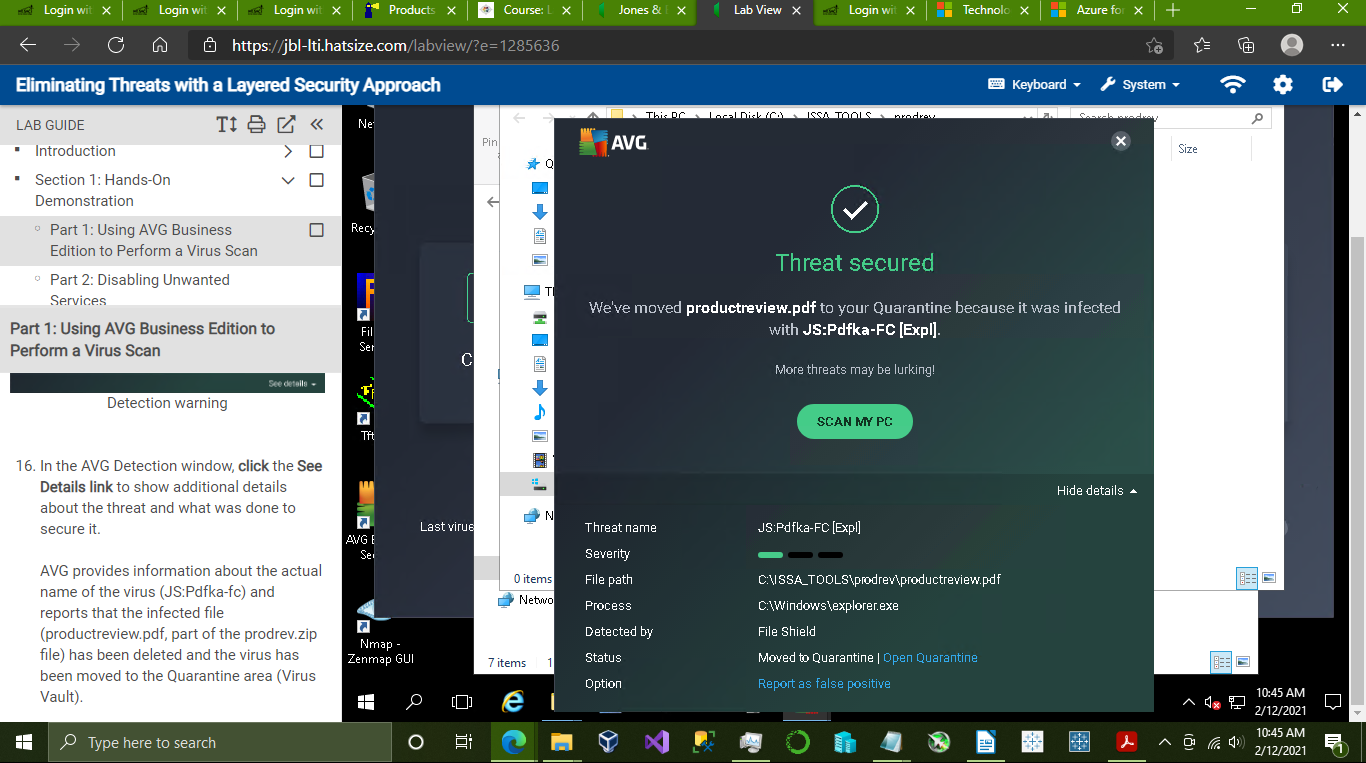 Login wit
Login wit
Login wit
Products
Course: L
Jones & 
Lab View
Login wit
Technolo
Azure for
https://jbl-lti.hatsize.com/labview/?e=1285636
Eliminating Threats with a Layered Security Approach
Keyboard
System
LAB GUIDE
Introduction
Section 1: Hands-On
Demonstration
Part 1: Using AVG Business
Edition to Perform a Virus Scan
Part 2: Disabling Unwanted
Services
Part 1: Using AVG Business Edition to
Perform a Virus Scan
See details
Detection warning
16. In the AVG Detection window, click the See
Details link to show additional details
about the threat and what was done to
secure it.
AVG provides information about the actual
name of the virus (JS:Pdfka-fc) and
reports that the infected file
(productreview.pdf, part of the prodrev.zip
file) has been deleted and the virus has
been moved to the Quarantine area (Virus
Vault).
Ne
Recy
Fil
Ser
Tft
AVG
Se
Nmap -
Zenmap GUI
Pin
C
Last virue
This PC
Local Disk (C:)
ISSA_TOOLS
prodrev
Search prodrev
Size
Q
Th
N
0 items
Netwo
7 items
1
AVG
Threat secured
We've moved productreview.pdf to your Quarantine because it was infected
with JS:Pdfka-FC [Expl].
More threats may be lurking!
SCAN MY PC
Hide details
Threat name JS:Pdfka-FC [Expl]
Severity
File path C:\ISSA_TOOLS\prodrev\productreview.pdf
Process C:\Windows\explorer.exe
Detected by File Shield
Status Moved to Quarantine | Open Quarantine
Option Report as false positive
10:45 AM
2/12/2021
Type here to search
10:45 AM
2/12/2021
1